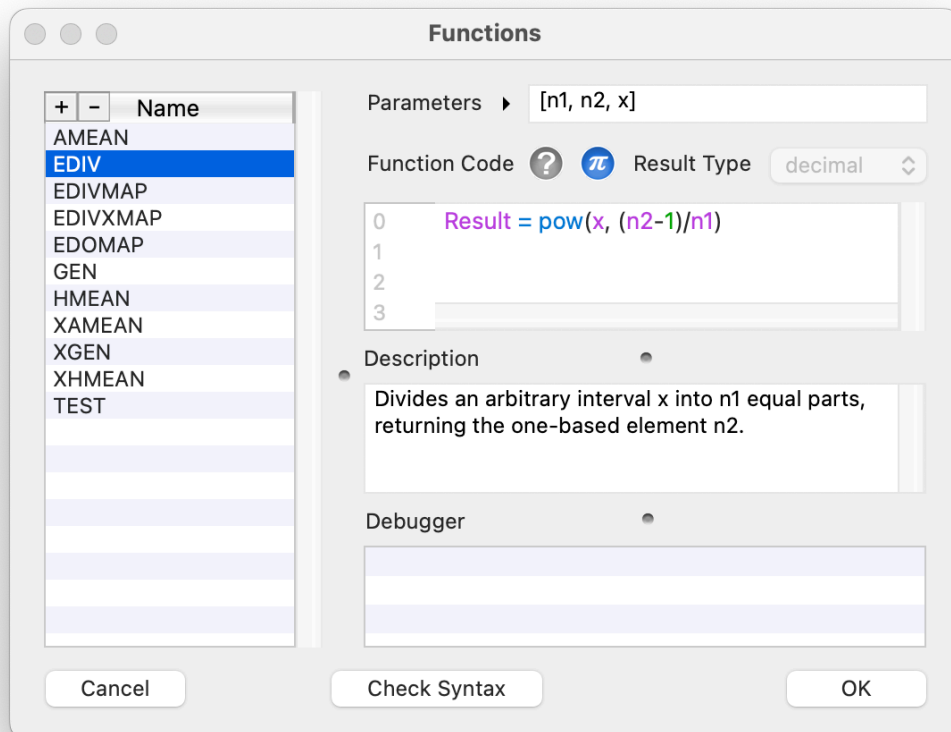 Functions
+ - Name
AMEAN
EDIV
EDIVMAP
EDIVXMAP
EDOMAP
GEN
HMEAN
XAMEAN
XGEN
XHMEAN
TEST
Parameters [n1, n2, x]
Function Code ? π Result Type decimal
0 Result = pow(x, (n2-1)/n1)
1
2
3
Description
Divides an arbitrary interval x into n1 equal parts,
returning the one-based element n2.
Debugger
Cancel Check Syntax OK